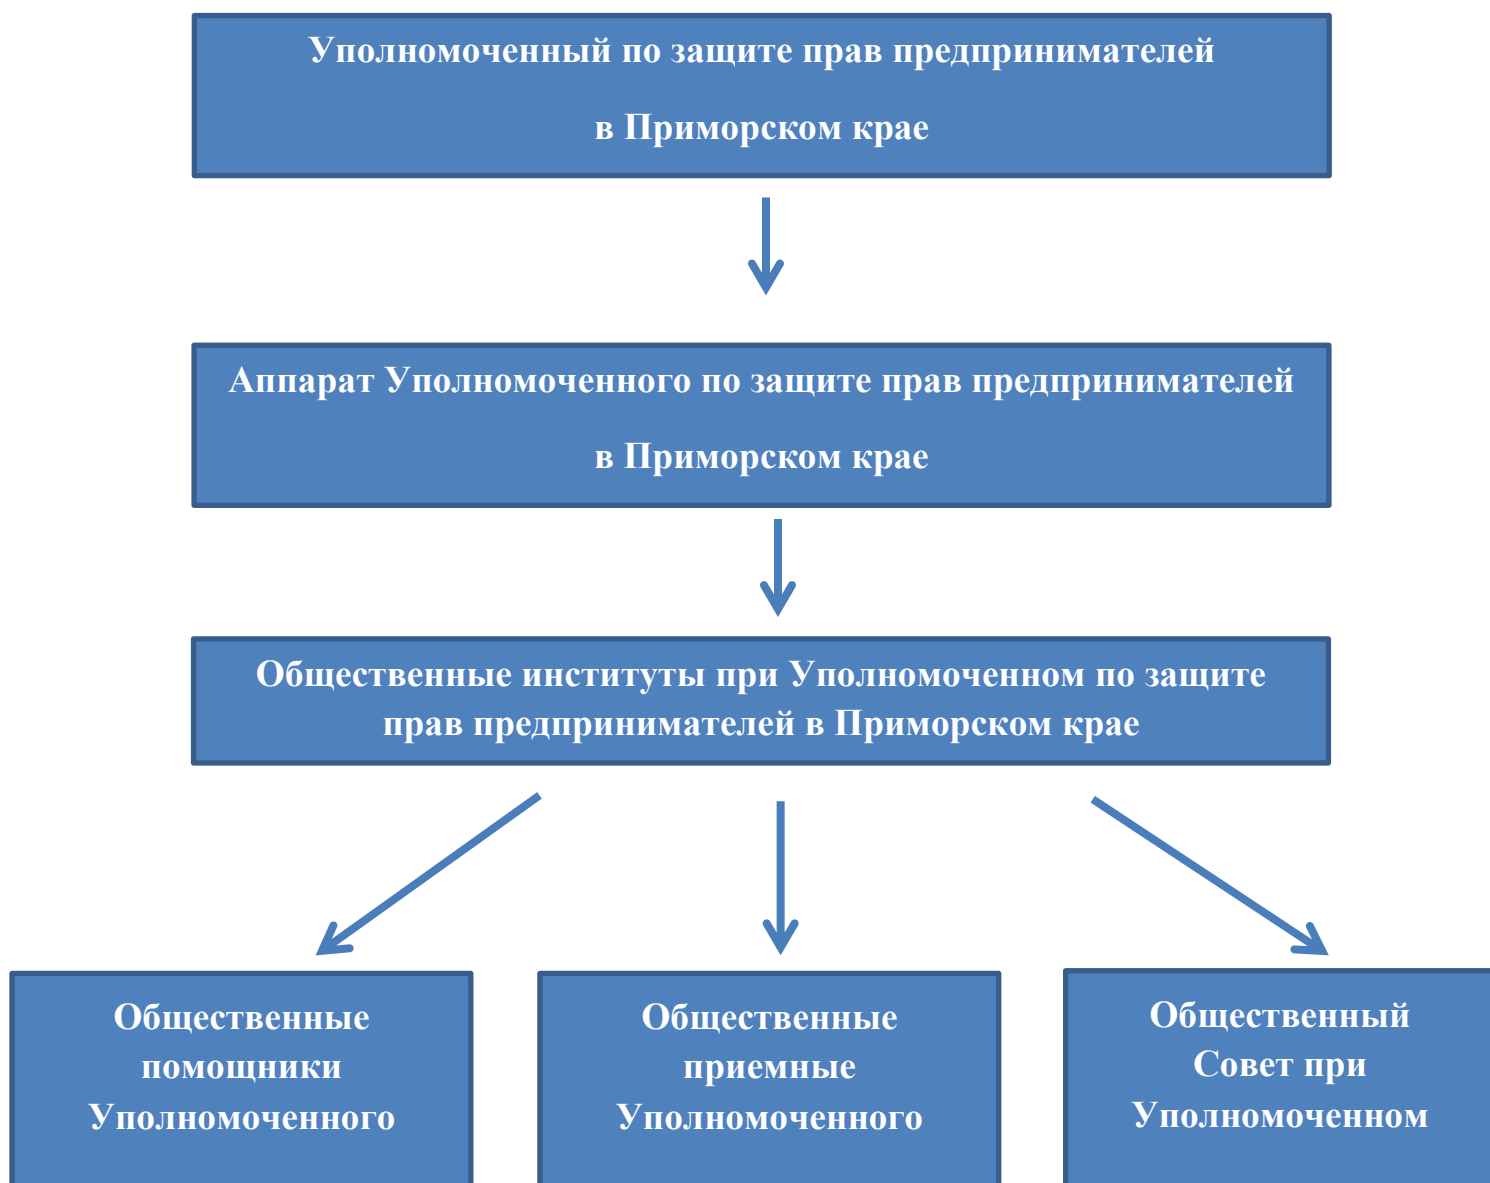 Уполномоченный по защите прав предпринимателей
в Приморском крае
Аппарат Уполномоченного по защите прав предпринимателей
в Приморском крае
Общественные институты при Уполномоченном по защите
прав предпринимателей в Приморском крае
Общественные
помощники
Уполномоченного
Общественные
приемные
Уполномоченного
Общественный
Совет при
Уполномоченном